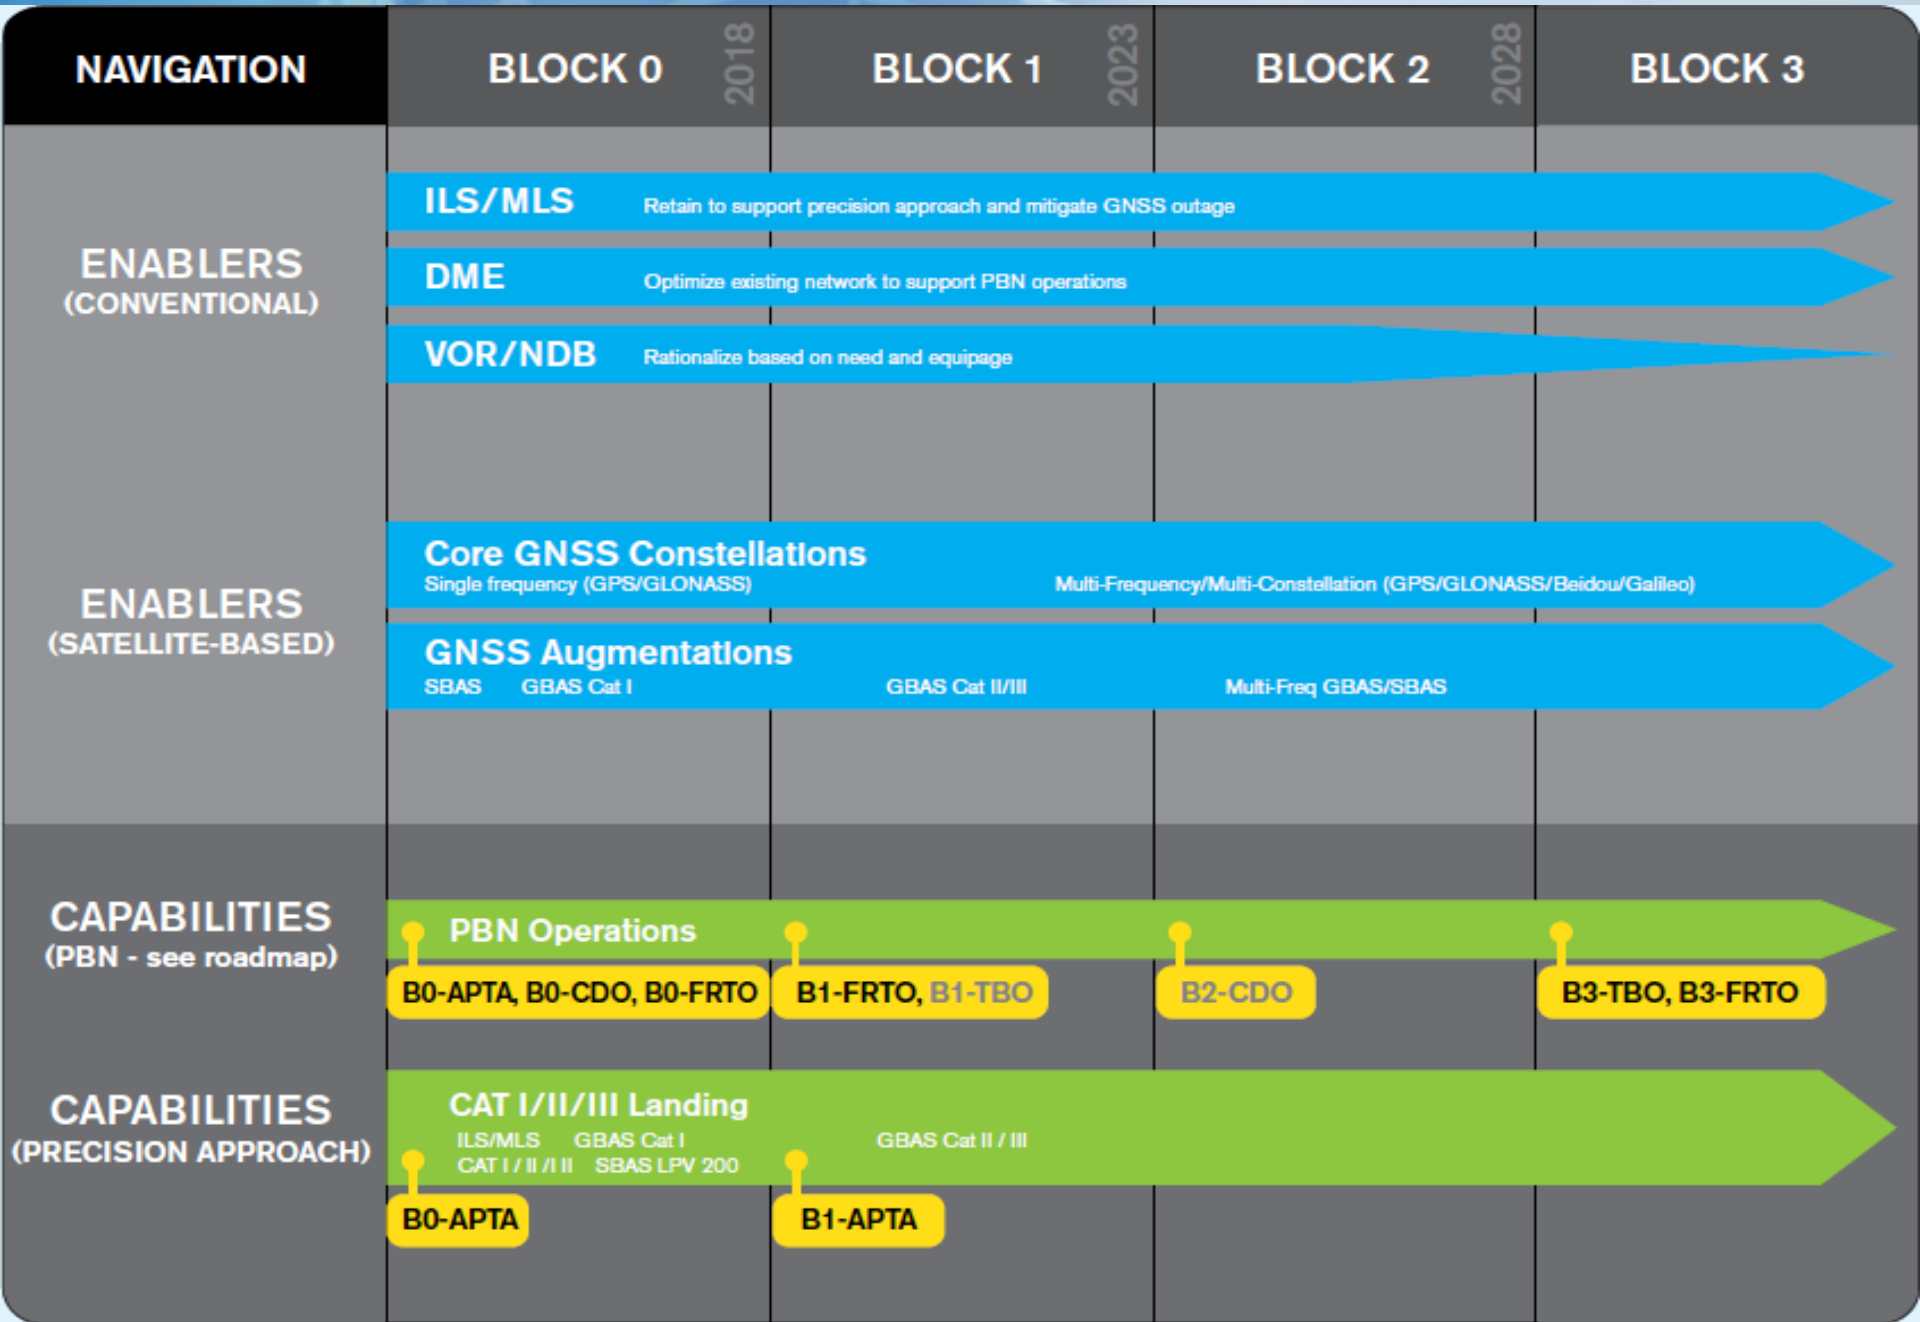 NAVIGATION
BLOCK 0
2018
BLOCK 1
2023
BLOCK 2
2028
BLOCK 3
ENABLERS
(CONVENTIONAL)
ILS/MLS Retain to support precision approach and mitigate GNSS outage
DME Optimize existing network to support PBN operations
VOR/NDB Rationalize based on need and equipage
ENABLERS
(SATELLITE-BASED)
Core GNSS Constellations
Single frequency (GPS/GLONASS) Multi-Frequency/Multi-Constellation (GPS/GLONASS/Beidou/Galileo)
GNSS Augmentations
SBAS GBAS Cat I GBAS Cat II/III Multi-Freq GBAS/SBAS
CAPABILITIES
(PBN - see roadmap)
PBN Operations
B0-APTA, B0-CDO, B0-FRTO
B1-FRTO, B1-TBO
B2-CDO
B3-TBO, B3-FRTO
CAPABILITIES
(PRECISION APPROACH)
CAT I/II/III Landing
ILS/MLS GBAS Cat I GBAS Cat II / III
CAT I / II /I II SBAS LPV 200
B0-APTA
B1-APTA